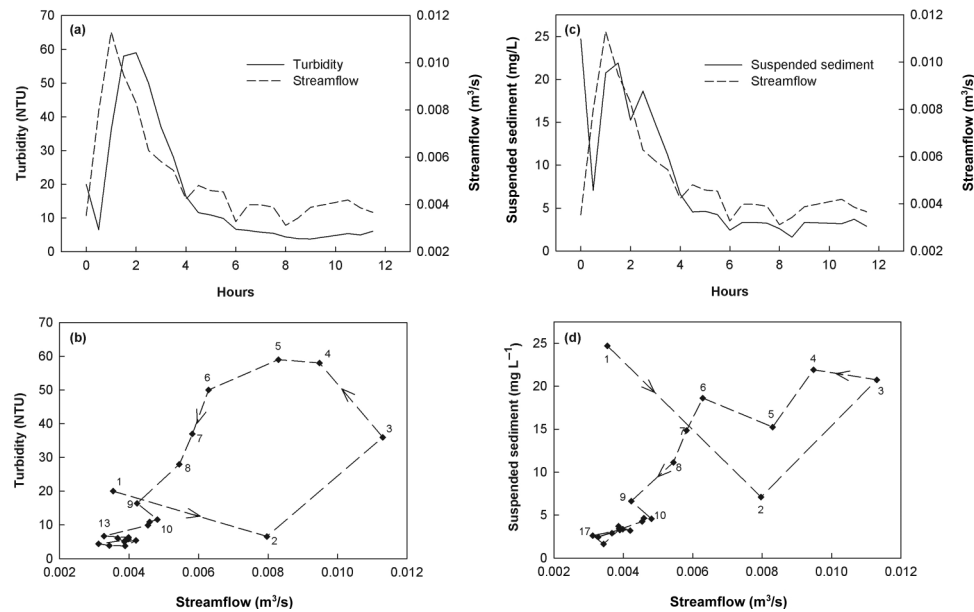 (a)
Turbidity (NTU)
70
60
50
40
30
20
10
0
Turbidity
Streamflow
0.012
0.010
0.008
0.006
0.004
0.002
Streamflow (m³/s)
0 2 4 6 8 10 12
Hours
(c)
Suspended sediment (mg/L)
25
20
15
10
5
0
Suspended sediment
Streamflow
0.012
0.010
0.008
0.006
0.004
0.002
Streamflow (m³/s)
0 2 4 6 8 10 12
Hours
(b)
Turbidity (NTU)
70
60
50
40
30
20
10
0
1
2
3
4
5
6
7
8
9
10
13
0.002 0.004 0.006 0.008 0.010 0.012
Streamflow (m³/s)
(d)
Suspended sediment (mg L⁻¹)
25
20
15
10
5
0
1
2
3
4
5
6
8
9
10
17
0.002 0.004 0.006 0.008 0.010 0.012
Streamflow (m³/s)